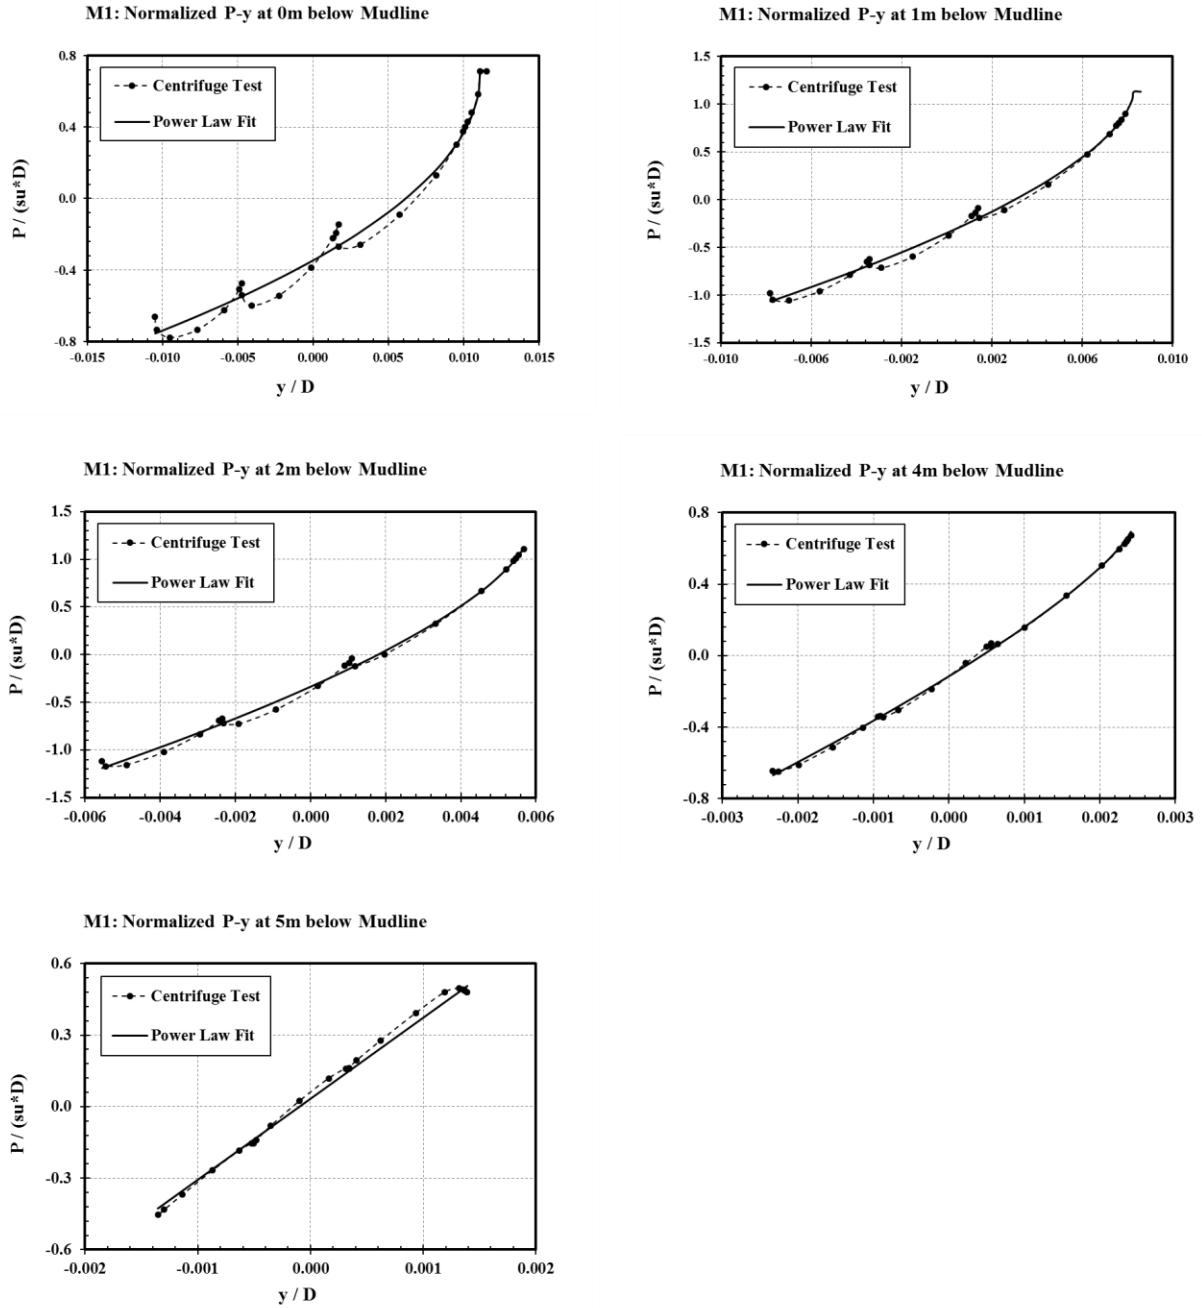 M1: Normalized P-y at 0m below Mudline
0.8
0.4
0.0
-0.4
-0.8
P / (su*D)
Centrifuge Test
Power Law Fit
-0.015
-0.010
-0.005
0.000
0.005
0.010
0.015
y / D
M1: Normalized P-y at 1m below Mudline
1.5
1.0
0.5
0.0
-0.5
-1.0
-1.5
P / (su*D)
Centrifuge Test
Power Law Fit
-0.010
-0.006
-0.002
0.002
0.006
0.010
y / D
M1: Normalized P-y at 2m below Mudline
1.5
1.0
0.5
0.0
-0.5
-1.0
-1.5
P / (su*D)
Centrifuge Test
Power Law Fit
-0.006
-0.004
-0.002
0.000
0.002
0.004
0.006
y / D
M1: Normalized P-y at 4m below Mudline
0.8
0.4
0.0
-0.4
-0.8
P / (su*D)
Centrifuge Test
Power Law Fit
-0.003
-0.002
-0.001
0.000
0.001
0.002
0.003
y / D
M1: Normalized P-y at 5m below Mudline
0.6
0.3
0.0
-0.3
-0.6
P / (su*D)
Centrifuge Test
Power Law Fit
-0.002
-0.001
0.000
0.001
0.002
y / D